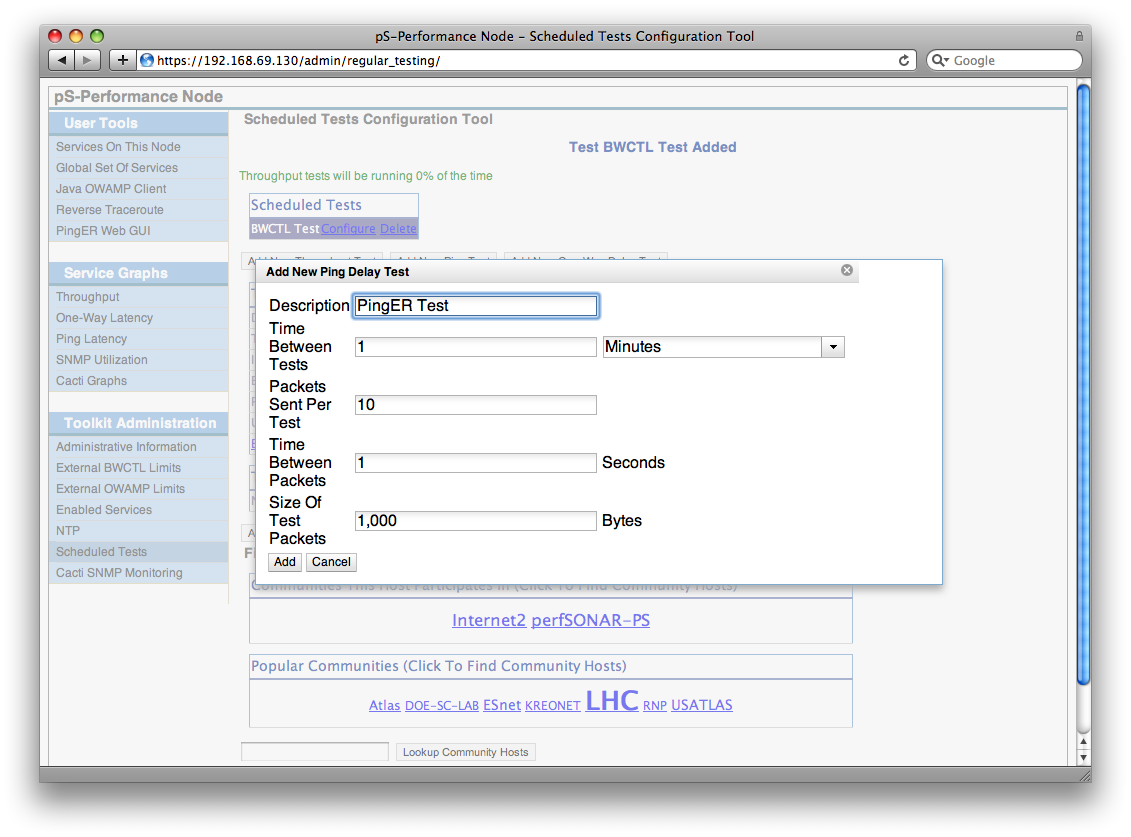 pS-Performance Node – Scheduled Tests Configuration Tool
https://192.168.69.130/admin/regular_testing/
Google
pS-Performance Node
User Tools
Services On This Node
Global Set Of Services
Java OWAMP Client
Reverse Traceroute
PingER Web GUI
Service Graphs
Throughput
One-Way Latency
Ping Latency
SNMP Utilization
Cacti Graphs
Toolkit Administration
Administrative Information
External BWCTL Limits
External OWAMP Limits
Enabled Services
NTP
Scheduled Tests
Cacti SNMP Monitoring
Scheduled Tests Configuration Tool
Test BWCTL Test Added
Throughput tests will be running 0% of the time
Scheduled Tests
BWCTL Test Configure Delete
Add New Ping Delay Test
Description PingER Test
Time
Between 1 Minutes
Tests
Packets
Sent Per 10
Test
Time
Between 1 Seconds
Packets
Size Of
Test 1,000 Bytes
Packets
Add Cancel
Communities This Host Participates In (Click To Find Community Hosts)
Internet2 perfSONAR-PS
Popular Communities (Click To Find Community Hosts)
Atlas DOE-SC-LAB ESnet KREONET LHC RNP USATLAS
Lookup Community Hosts